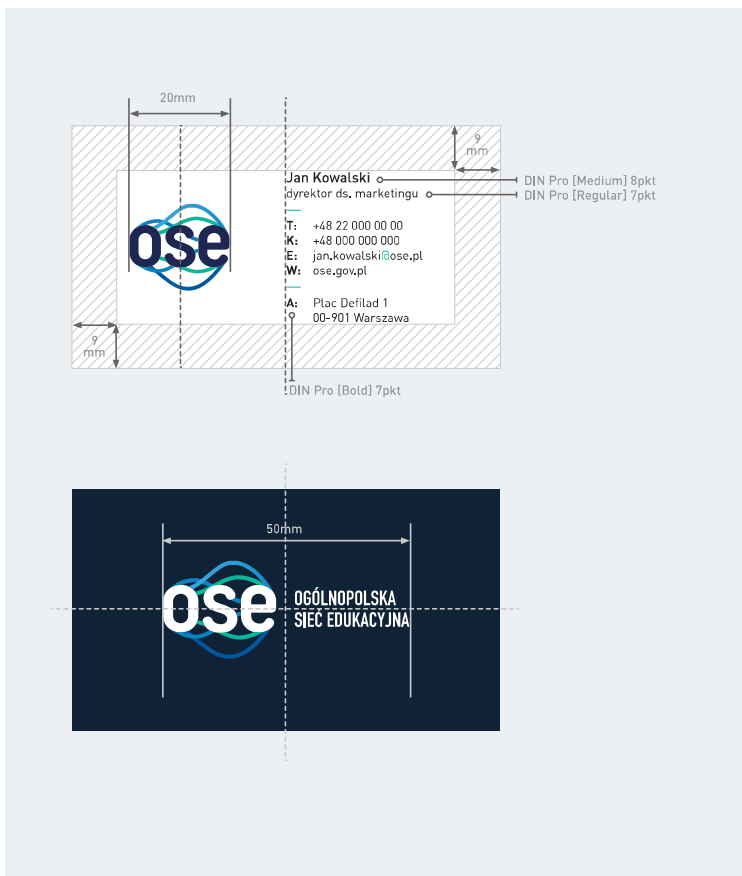 20mm
9
mm
Jan Kowalski
DIN Pro [Medium] 8pkt
dyrektor ds. marketingu
DIN Pro [Regular] 7pkt
ose
T: +48 22 000 00 00
K: +48 000 000 000
E: jan.kowalski@ose.pl
W: ose.gov.pl
A: Plac Defilad 1
00-901 Warszawa
9
mm
DIN Pro [Bold] 7pkt
50mm
ose
OGÓLNOPOLSKA
SIEĆ EDUKACYJNA